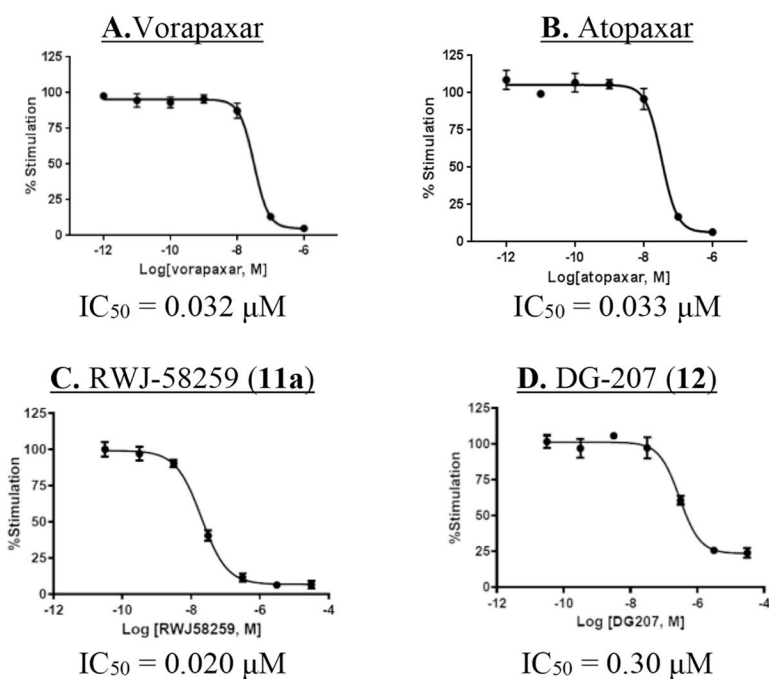 A.Vorapaxar
% Stimulation
125
100
75
50
25
0
-12
-10
-8
-6
Log[vorapaxar, M]
IC50 = 0.032 μM
B. Atopaxar
% Stimulation
125
100
75
50
25
0
-12
-10
-8
-6
Log[atopaxar, M]
IC50 = 0.033 μM
C. RWJ-58259 (11a)
%Stimulation
125
100
75
50
25
0
-12
-10
-8
-6
-4
Log [RWJ58259, M]
IC50 = 0.020 μM
D. DG-207 (12)
%Stimulation
125
100
75
50
25
0
-12
-10
-8
-6
-4
Log [DG207, M]
IC50 = 0.30 μM